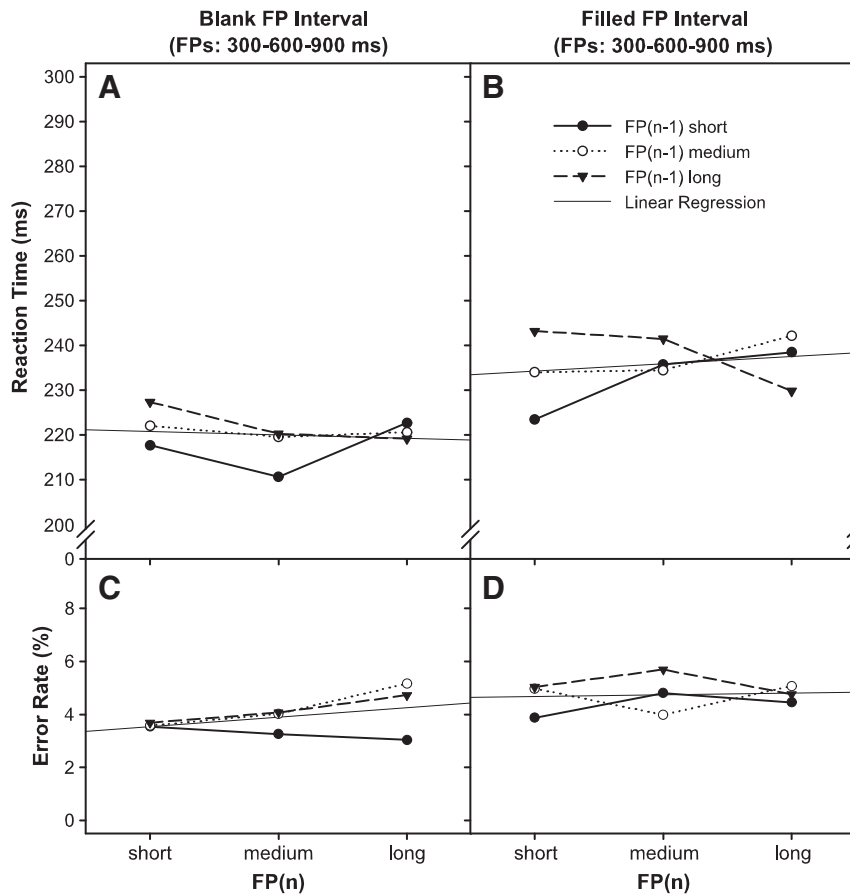 Blank FP Interval
(FPs: 300-600-900 ms)
Filled FP Interval
(FPs: 300-600-900 ms)
A
B
300
290
280
270
260
250
240
230
220
210
200
0
Reaction Time (ms)
FP(n-1) short
FP(n-1) medium
FP(n-1) long
Linear Regression
C
D
8
6
4
2
0
Error Rate (%)
short medium long
short medium long
FP(n)
FP(n)